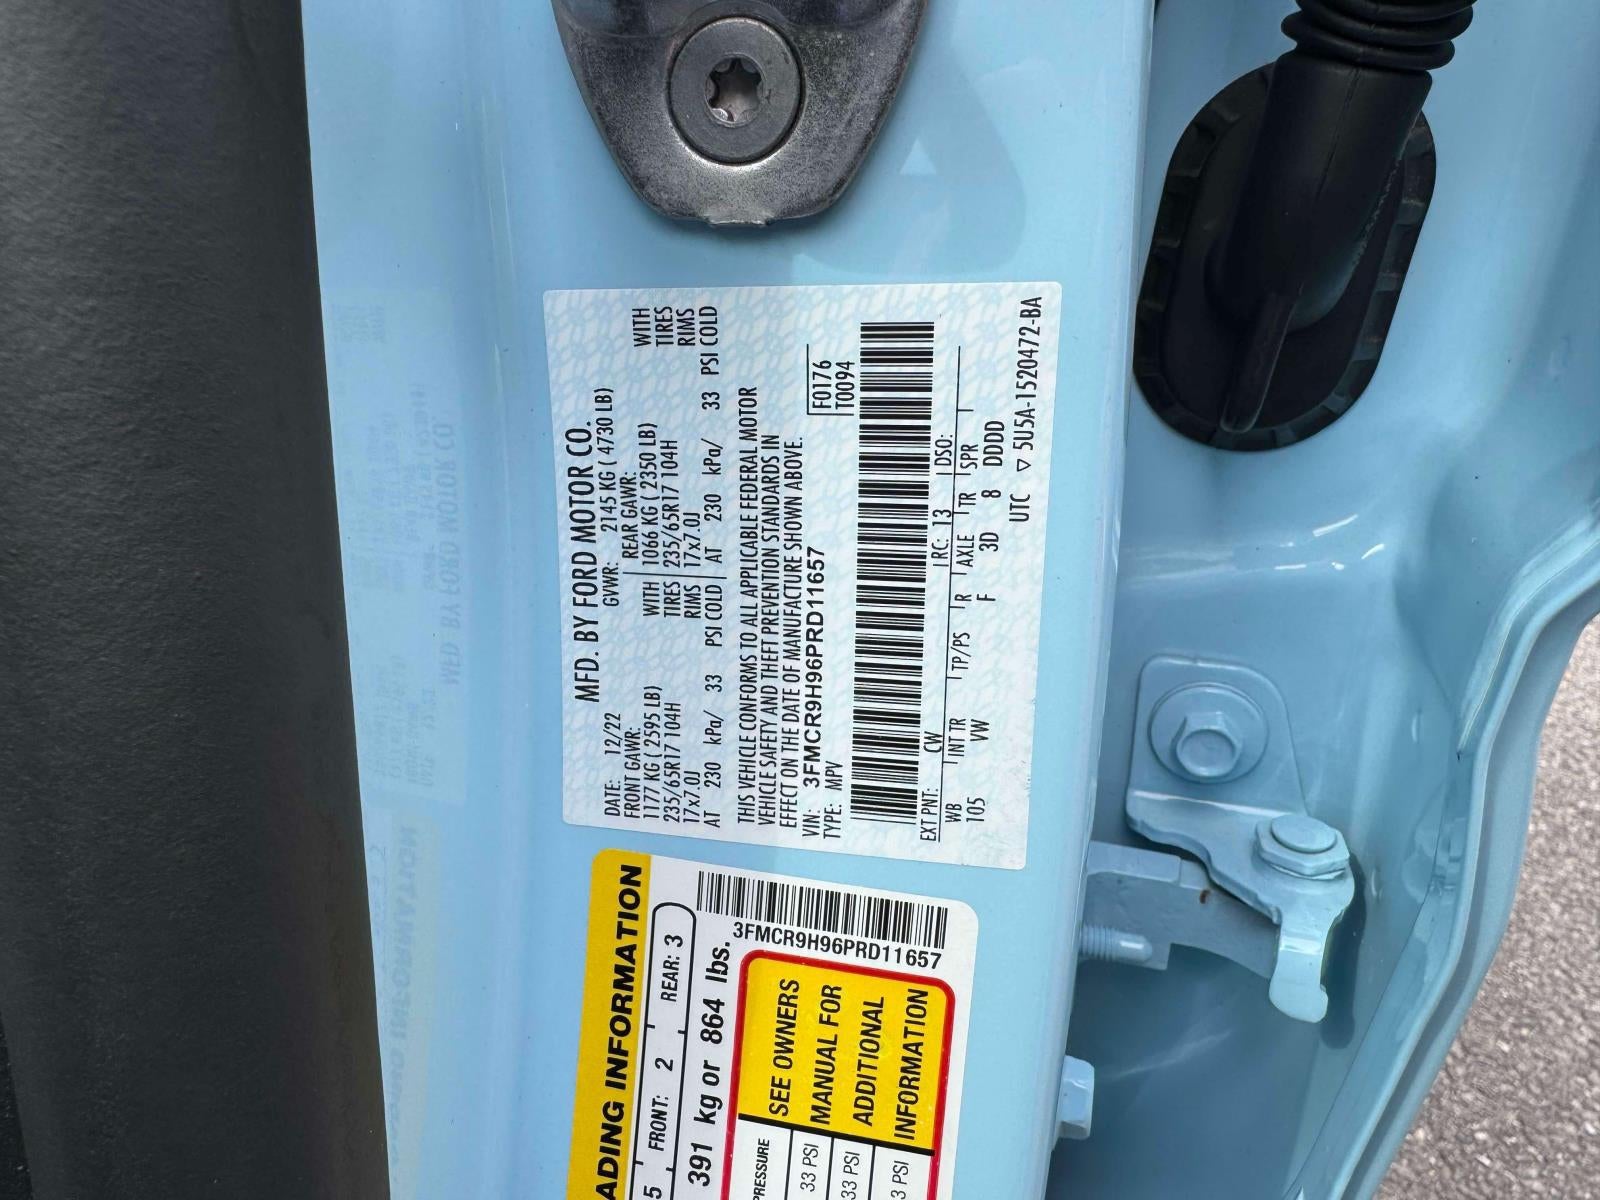 MFD. BY FORD MOTOR CO.
DATE: 12/22 GVWR: 2145 KG ( 4730 LB)
FRONT GAWR: REAR GAWR:
1177 KG ( 2595 LB) WITH 1066 KG ( 2350 LB) WITH
235/65R17 104H TIRES 235/65R17 104H TIRES
17x7.0J RIMS 17x7.0J RIMS
AT 230 kPa/ 33 PSI COLD AT 230 kPa/ 33 PSI COLD
THIS VEHICLE CONFORMS TO ALL APPLICABLE FEDERAL MOTOR
VEHICLE SAFETY AND THEFT PREVENTION STANDARDS IN
EFFECT ON THE DATE OF MANUFACTURE SHOWN ABOVE.
VIN: 3FMCR9H96PRD11657 F0176
TYPE: MPV T0094
EXT PNT: CW RC: 13 DSO:
WB INT TR TP/PS R AXLE TR SPR
105 VW F 3D 8 DDDD
UTC ▽ 5U5A-1520472-BA
ADING INFORMATION
5 FRONT: 2 REAR: 3
391 kg or 864 lbs.
3FMCR9H96PRD11657
PRESSURE
33 PSI
33 PSI
3 PSI
SEE OWNERS
MANUAL FOR
ADDITIONAL
INFORMATION